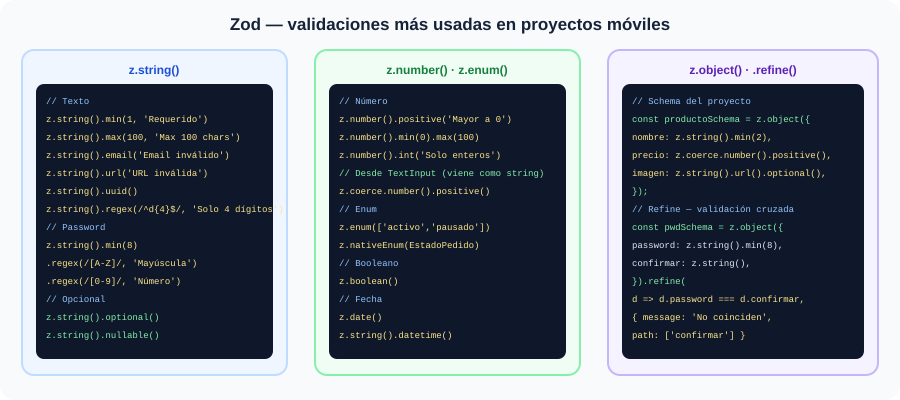 Zod — validaciones más usadas en proyectos móviles
z.string()
// Texto
z.string().min(1, 'Requerido')
z.string().max(100, 'Max 100 chars')
z.string().email('Email inválido')
z.string().url('URL inválida')
z.string().uuid()
z.string().regex(/^d{4}$/, 'Solo 4 dígitos')
// Password
z.string().min(8)
.regex(/[A-Z]/, 'Mayúscula')
.regex(/[0-9]/, 'Número')
// Opcional
z.string().optional()
z.string().nullable()
z.number() · z.enum()
// Número
z.number().positive('Mayor a 0')
z.number().min(0).max(100)
z.number().int('Solo enteros')
// Desde TextInput (viene como string)
z.coerce.number().positive()
// Enum
z.enum(['activo','pausado'])
z.nativeEnum(EstadoPedido)
// Booleano
z.boolean()
// Fecha
z.date()
z.string().datetime()
z.object() · .refine()
// Schema del proyecto
const productoSchema = z.object({
nombre: z.string().min(2),
precio: z.coerce.number().positive(),
imagen: z.string().url().optional(),
});
// Refine — validación cruzada
const pwdSchema = z.object({
password: z.string().min(8),
confirmar: z.string(),
}).refine(
d => d.password === d.confirmar,
{ message: 'No coinciden',
path: ['confirmar'] }